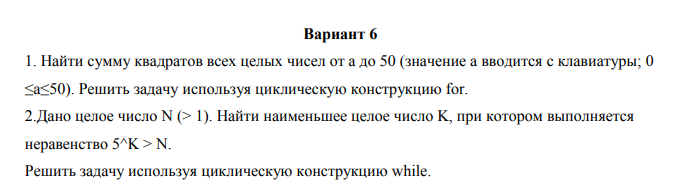 Вариант 6
1. Найти сумму квадратов всех целых чисел от a до 50 (значение a вводится с клавиатуры; 0
≤a≤50). Решить задачу используя циклическую конструкцию for.
2.Дано целое число N (> 1). Найти наименьшее целое число K, при котором выполняется
неравенство 5^K > N.
Решить задачу используя циклическую конструкцию while.